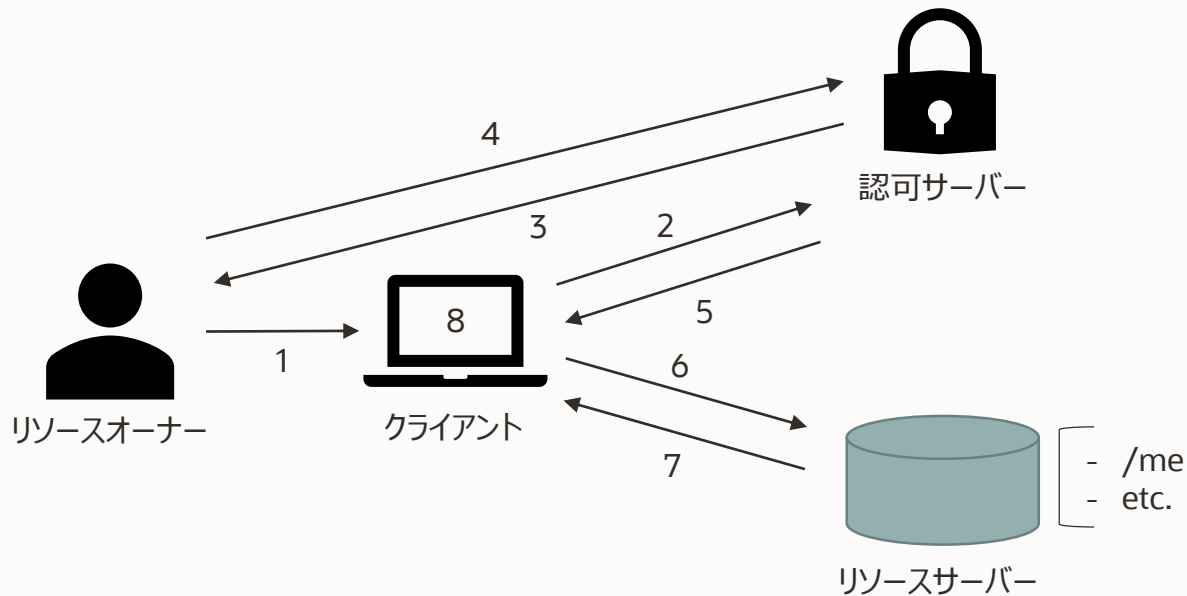 4
認可サーバー
3
2
5
8
1
6
リソースオーナー
クライアント
7
- /me
- etc.
リソースサーバー